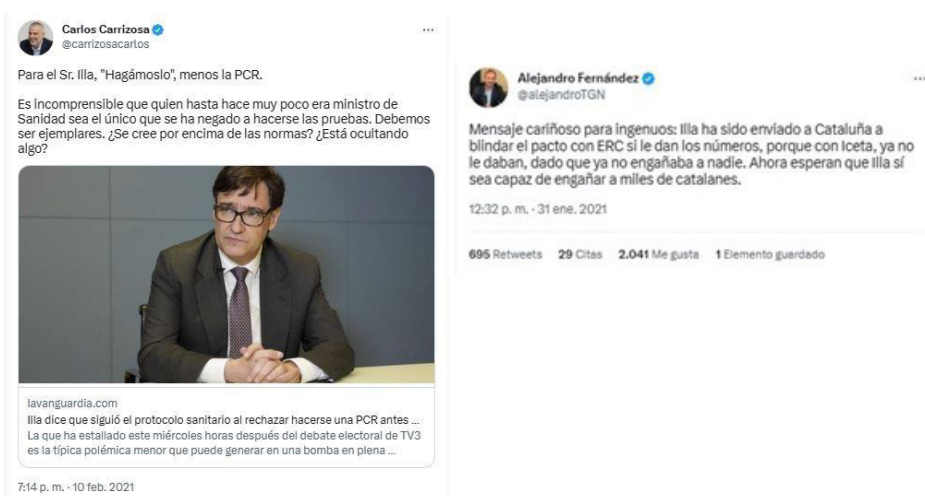 Carlos Carrizosa
@carrizosacarlos
Para el Sr. Illa, "Hagámoslo", menos la PCR.
Es incomprensible que quien hasta hace muy poco era ministro de
Sanidad sea el único que se ha negado a hacerse las pruebas. Debemos
ser ejemplares. ¿Se cree por encima de las normas? ¿Está ocultando
algo?
lavanguardia.com
Illa dice que siguió el protocolo sanitario al rechazar hacerse una PCR antes ...
La que ha estallado este miércoles horas después del debate electoral de TV3
es la típica polémica menor que puede generar en una bomba en plena ...
7:14 p. m. · 10 feb. 2021
Alejandro Fernández
@alejandroTGN
Mensaje cariñoso para ingenuos: Illa ha sido enviado a Cataluña a
blindar el pacto con ERC si le dan los números, porque con Iceta, ya no
le daban, dado que ya no engañaba a nadie. Ahora esperan que Illa sí
sea capaz de engañar a miles de catalanes.
12:32 p. m. · 31 ene. 2021
695 Retweets 29 Citas 2.041 Me gusta 1 Elemento guardado